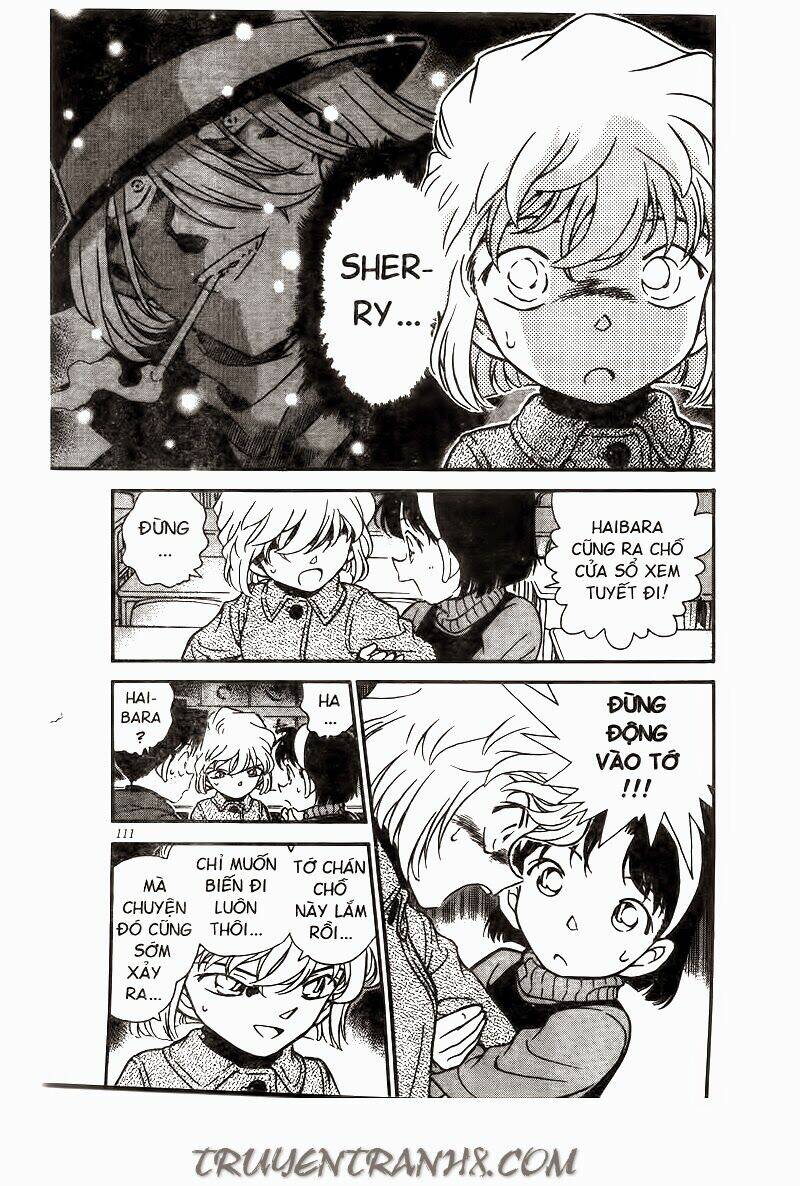 SHER-
RY...
HAIBARA
CŨNG RA CHỖ
CỬA SỔ XEM
TUYẾT ĐI!
ĐỪNG
...
ĐỪNG
ĐỘNG
VÀO TỚ
!!!
HA
...
HAI-
BARA
?
111
TỚ CHÁN
CHỖ
NÀY LẮM
RỒI...
CHỈ MUỐN
BIẾN ĐI
LUÔN
THÔI...
MÀ
CHUYỆN
ĐÓ CŨNG
SỚM
XẢY
RA...
TRUYENTRANH8.COM